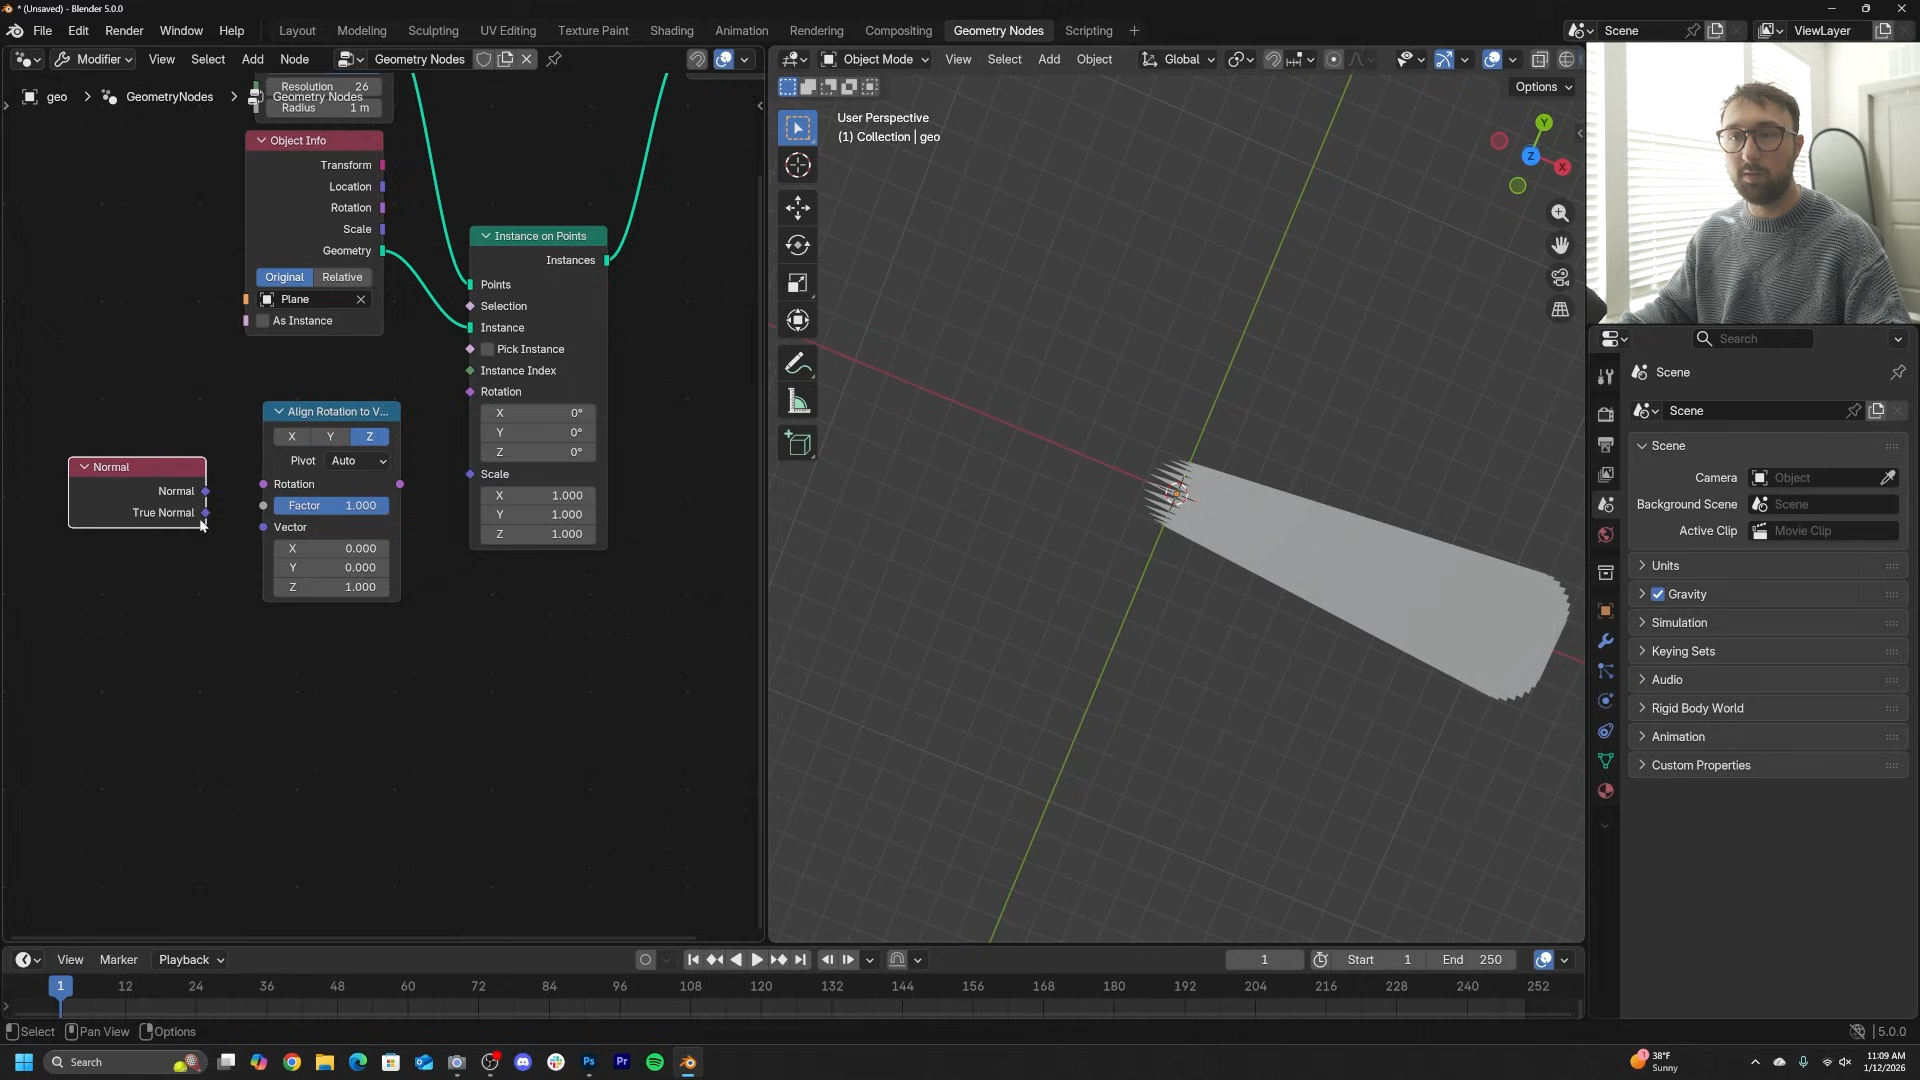 * (Unsaved) - Blender 5.0.0
File Edit Render Window Help Layout Modeling Sculpting UV Editing Texture Paint Shading Animation Rendering Compositing Geometry Nodes Scripting + Scene ViewLayer
Modifier View Select Add Node Geometry Nodes Object Mode View Select Add Object Global
Options
geo > GeometryNodes > Geometry Nodes
Resolution 26
Radius 1 m
Object Info
Transform
Location
Rotation
Scale
Geometry
Original Relative
Plane
As Instance
Instance on Points
Instances
Points
Selection
Instance
Pick Instance
Instance Index
Rotation
X 0°
Y 0°
Z 0°
Scale
X 1.000
Y 1.000
Z 1.000
Align Rotation to V...
X Y Z
Pivot Auto
Rotation
Factor 1.000
Vector
X 0.000
Y 0.000
Z 1.000
Normal
Normal
True Normal
User Perspective
(1) Collection | geo
Y
Z
X
Search
Scene
Scene
Scene
Camera Object
Background Scene Scene
Active Clip Movie Clip
Units
Gravity
Simulation
Keying Sets
Audio
Rigid Body World
Animation
Custom Properties
View Marker Playback 1 Start 1 End 250
1 12 24 36 48 60 72 84 96 108 120 132 144 156 168 180 192 204 216 228 240 252
Select Pan View Options 5.0.0
Search Ps Pr
1 38°F
Sunny
11:09 AM
1/12/2026